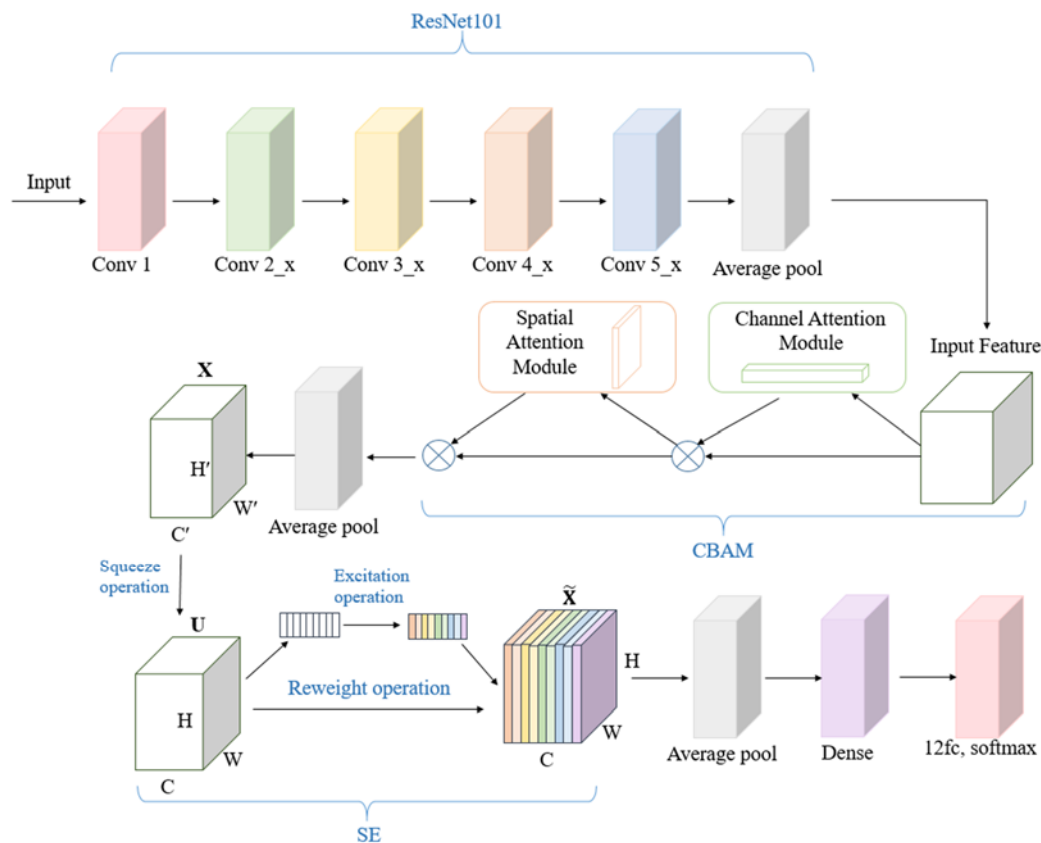 ResNet101
Input
Conv 1
Conv 2_x
Conv 3_x
Conv 4_x
Conv 5_x
Average pool
Spatial
Attention
Module
Channel Attention
Module
Input Feature
X
H'
W'
C'
Average pool
CBAM
Squeeze
operation
Excitation
operation
U
H
W
C
Reweight operation
X̃
H
W
C
Average pool
Dense
12fc, softmax
SE